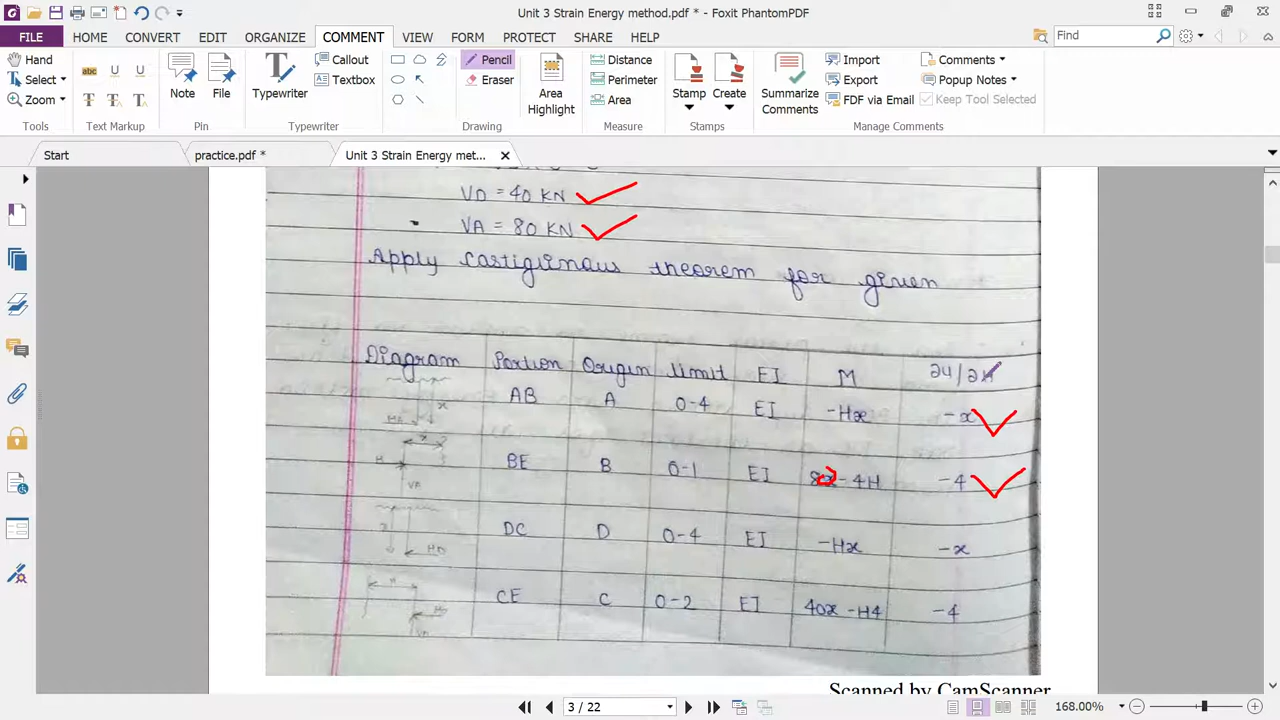 Unit 3 Strain Energy method.pdf * - Foxit PhantomPDF
FILE HOME CONVERT EDIT ORGANIZE COMMENT VIEW FORM PROTECT SHARE HELP Find
Hand Callout Pencil Distance Import Comments
Select Textbox Eraser Perimeter Export Popup Notes
Zoom Note File Typewriter Area Highlight Area Stamp Create Summarize Comments FDF via Email Keep Tool Selected
Tools Text Markup Pin Typewriter Drawing Measure Stamps Manage Comments
Start practice.pdf * Unit 3 Strain Energy met...
VD = 40 KN
VA = 80 KN
Apply castiglinous theorem for given
Diagram Portion Origin limit EI M
AB A 0-4 EI -Hx -x
BE B 0-1 EI -4H -4
DC D 0-4 EI -Hx -x
CE C 0-2 EI 40x -H4 -4
Scanned by CamScanner
3 / 22 168.00%